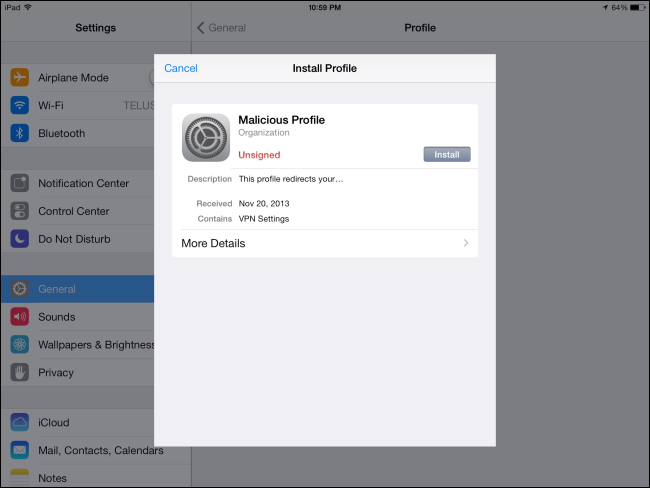 iPad 10:59 PM 64%
Settings General Profile
Cancel Install Profile
Airplane Mode
Wi-Fi TELUS
Bluetooth
Malicious Profile
Organization
Unsigned Install
Description This profile redirects your…
Received Nov 20, 2013
Contains VPN Settings
More Details
Notification Center
Control Center
Do Not Disturb
General
Sounds
Wallpapers & Brightness
Privacy
iCloud
Mail, Contacts, Calendars
Notes